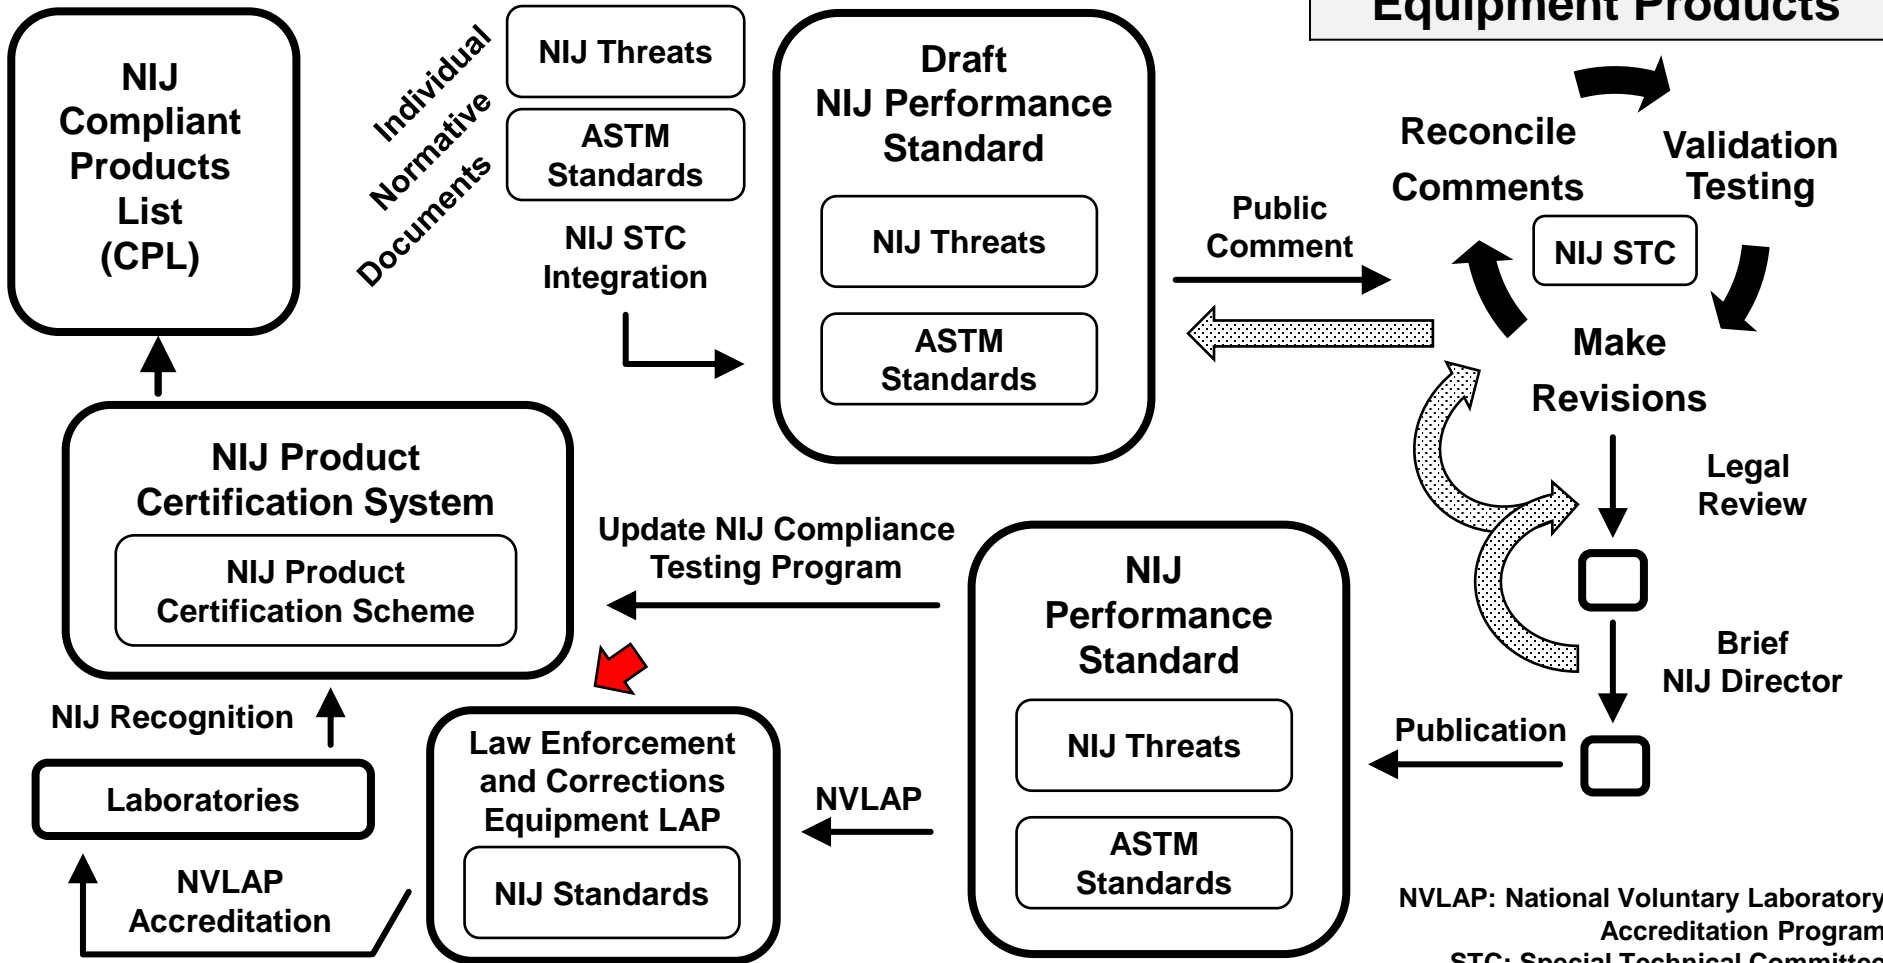 Equipment Products
NIJ
Compliant
Products
List
(CPL)
Individual
Normative
Documents
NIJ Threats
ASTM
Standards
NIJ STC
Integration
Draft
NIJ Performance
Standard
NIJ Threats
ASTM
Standards
Public
Comment
Reconcile
Comments
Validation
Testing
NIJ STC
Make
Revisions
Legal
Review
Brief
NIJ Director
Publication
NIJ
Performance
Standard
NIJ Threats
ASTM
Standards
Update NIJ Compliance
Testing Program
NVLAP
NIJ Product
Certification System
NIJ Product
Certification Scheme
NIJ Recognition
Laboratories
NVLAP
Accreditation
Law Enforcement
and Corrections
Equipment LAP
NIJ Standards
NVLAP: National Voluntary Laboratory
Accreditation Program
STC: Special Technical Committee